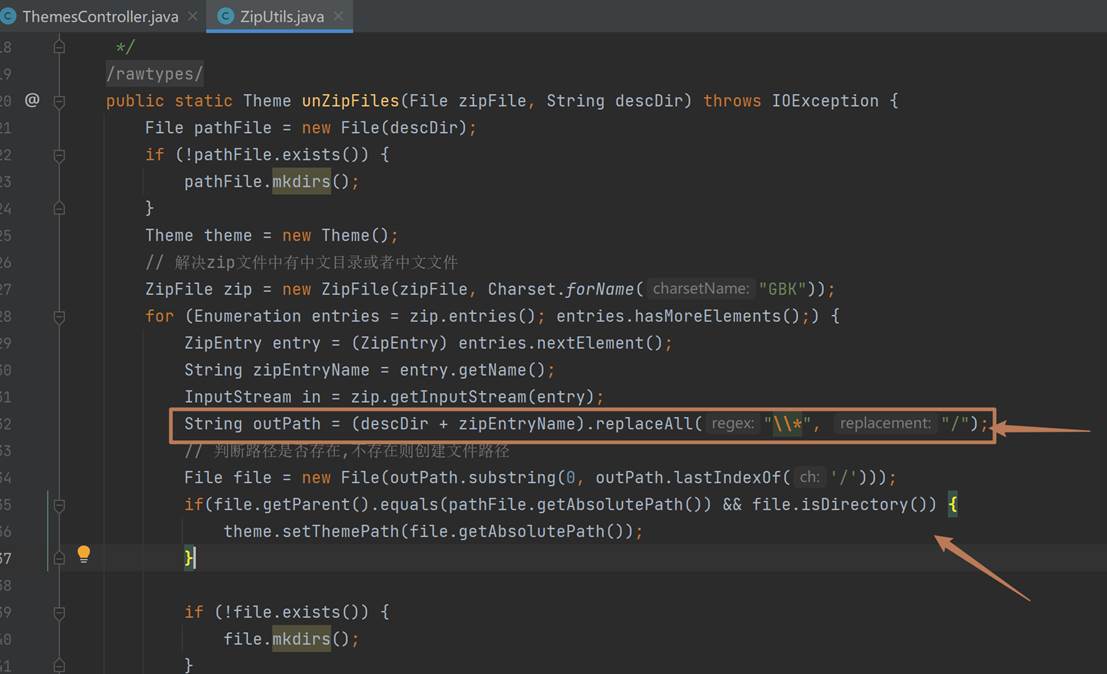 ThemesController.java ZipUtils.java
18 */
19 /rawtypes/
20 @ public static Theme unZipFiles(File zipFile, String descDir) throws IOException {
21 File pathFile = new File(descDir);
22 if (!pathFile.exists()) {
23 pathFile.mkdirs();
24 }
25 Theme theme = new Theme();
26 // 解决zip文件中有中文目录或者中文文件
27 ZipFile zip = new ZipFile(zipFile, Charset.forName( charsetName: "GBK"));
28 for (Enumeration entries = zip.entries(); entries.hasMoreElements();) {
29 ZipEntry entry = (ZipEntry) entries.nextElement();
30 String zipEntryName = entry.getName();
31 InputStream in = zip.getInputStream(entry);
32 String outPath = (descDir + zipEntryName).replaceAll( regex: "\\*", replacement: "/");
33 // 判断路径是否存在,不存在则创建文件路径
34 File file = new File(outPath.substring(0, outPath.lastIndexOf( ch: '/')));
35 if(file.getParent().equals(pathFile.getAbsolutePath()) && file.isDirectory()) {
36 theme.setThemePath(file.getAbsolutePath());
37 }
38
39 if (!file.exists()) {
40 file.mkdirs();
41 }